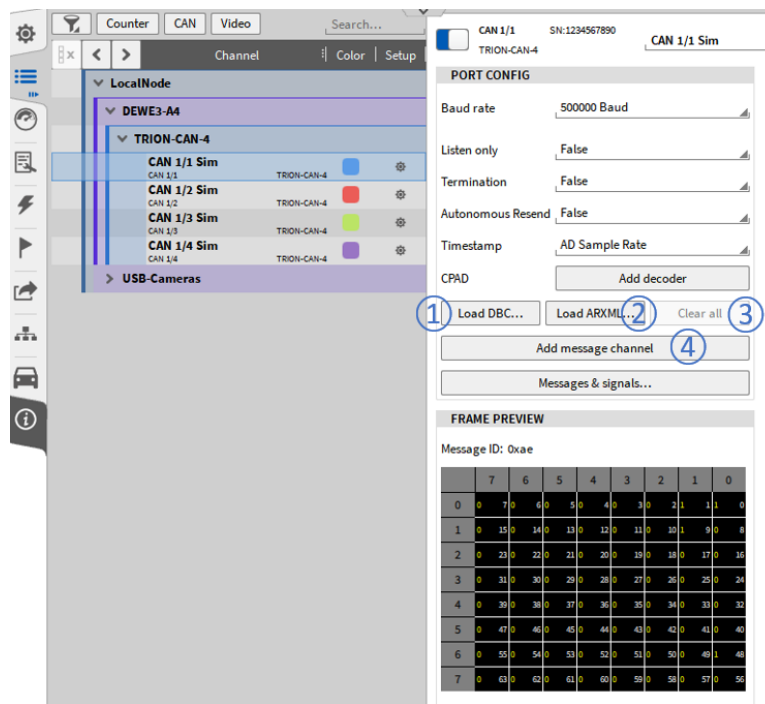 Counter CAN Video Search...
Channel Color Setup
LocalNode
DEWE3-A4
TRION-CAN-4
CAN 1/1 Sim
CAN 1/1 TRION-CAN-4
CAN 1/2 Sim
CAN 1/2 TRION-CAN-4
CAN 1/3 Sim
CAN 1/3 TRION-CAN-4
CAN 1/4 Sim
CAN 1/4 TRION-CAN-4
USB-Cameras
CAN 1/1 SN:1234567890
TRION-CAN-4
CAN 1/1 Sim
PORT CONFIG
Baud rate 500000 Baud
Listen only False
Termination False
Autonomous Resend False
Timestamp AD Sample Rate
CPAD Add decoder
1 Load DBC... Load ARXML... 2 Clear all 3
Add message channel 4
Messages & signals...
FRAME PREVIEW
Message ID: 0xae
7 6 5 4 3 2 1 0
0 0 7 0 6 0 5 0 4 0 3 0 2 1 1 1 0
1 0 15 0 14 0 13 0 12 0 11 0 10 1 9 0 8
2 0 23 0 22 0 21 0 20 0 19 0 18 0 17 0 16
3 0 31 0 30 0 29 0 28 0 27 0 26 0 25 0 24
4 0 39 0 38 0 37 0 36 0 35 0 34 0 33 0 32
5 0 47 0 46 0 45 0 44 0 43 0 42 0 41 0 40
6 0 55 0 54 0 53 0 52 0 51 0 50 0 49 1 48
7 0 63 0 62 0 61 0 60 0 59 0 58 0 57 0 56